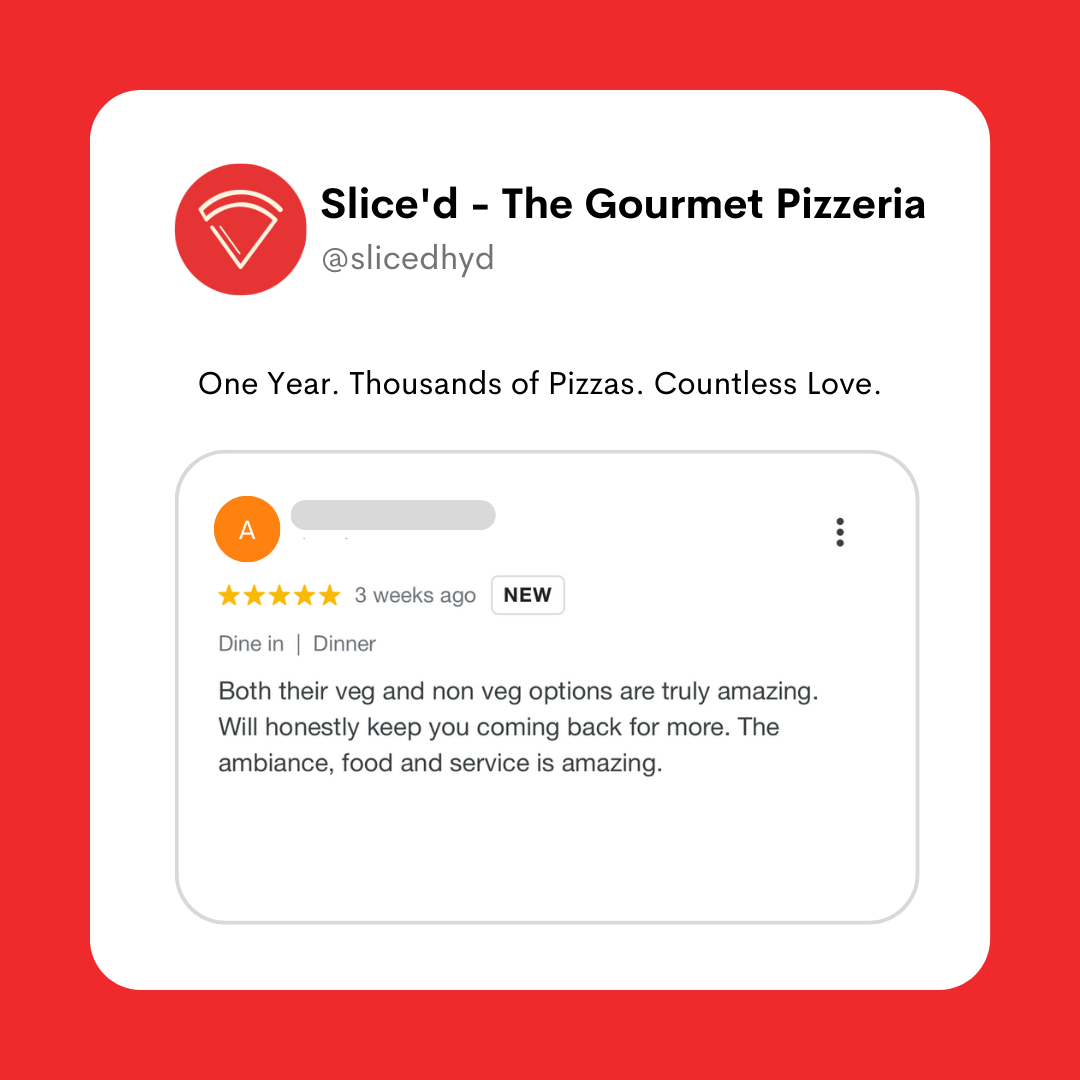 Slice'd - The Gourmet Pizzeria
@slicedhyd
One Year. Thousands of Pizzas. Countless Love.
A
3 weeks ago NEW
Dine in | Dinner
Both their veg and non veg options are truly amazing.
Will honestly keep you coming back for more. The
ambiance, food and service is amazing.